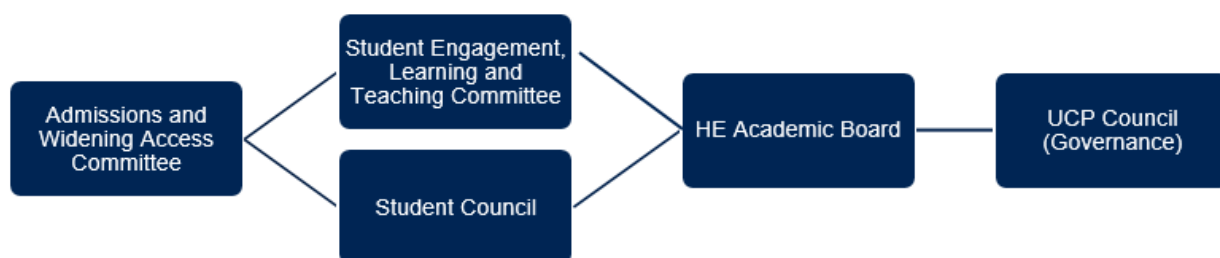 Admissions and
Widening Access
Committee
Student Engagement,
Learning and
Teaching Committee
Student Council
HE Academic Board
UCP Council
(Governance)